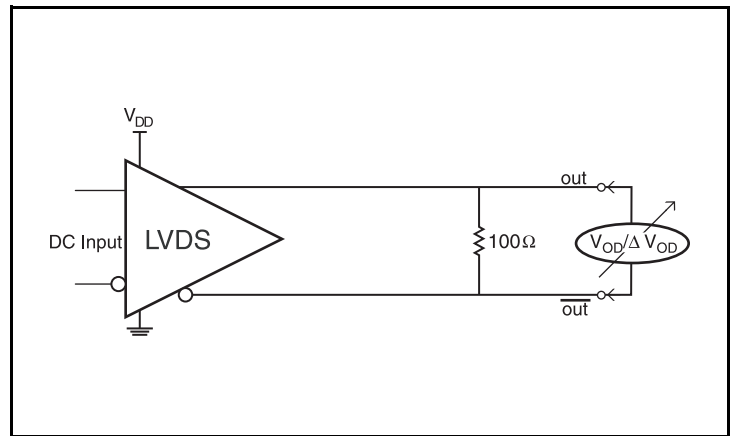 VDD
out
DC Input
LVDS
100Ω
VOD/Δ VOD
out